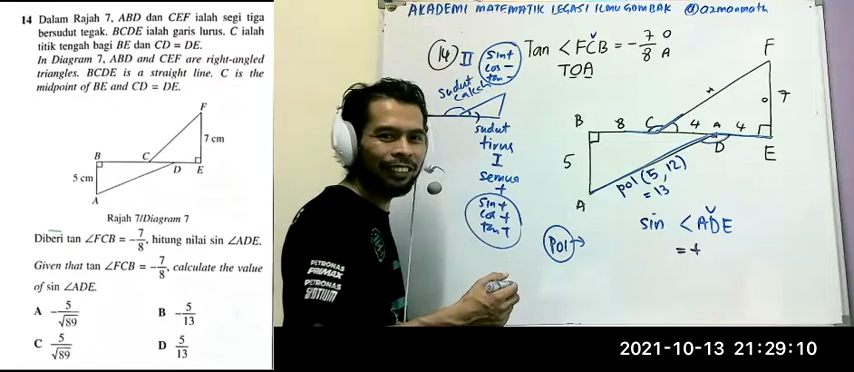 14 Dalam Rajah 7, ABD dan CEF ialah segi tiga
bersudut tegak. BCDE ialah garis lurus. C ialah
titik tengah bagi BE dan CD = DE.
In Diagram 7, ABD and CEF are right-angled
triangles. BCDE is a straight line. C is the
midpoint of BE and CD = DE.
F
7 cm
B C
D E
5 cm
A
Rajah 7/Diagram 7
Diberi tan ∠FCB = -7/8, hitung nilai sin ∠ADE.
Given that tan ∠FCB = -7/8, calculate the value
of sin ∠ADE.
A -5/√89 B -5/13
C 5/√89 D 5/13
AKADEMI MATEMATIK LEGASI ILMU GOMBAK @azmanmath
14 II
sin +
cos -
tan -
Tan <FCB = -7/8 O
A
TOA
sudut
cakah
sudut
tirus
I
semua
+
sin +
cos +
tan +
F
7
B 8 C 4 4
D E
5
A
pol(5, 12)
= 13
Pol →
sin <ADE
= +
PETRONAS
PRIMAX
PETRONAS
SPRINTIUM
2021-10-13 21:29:10